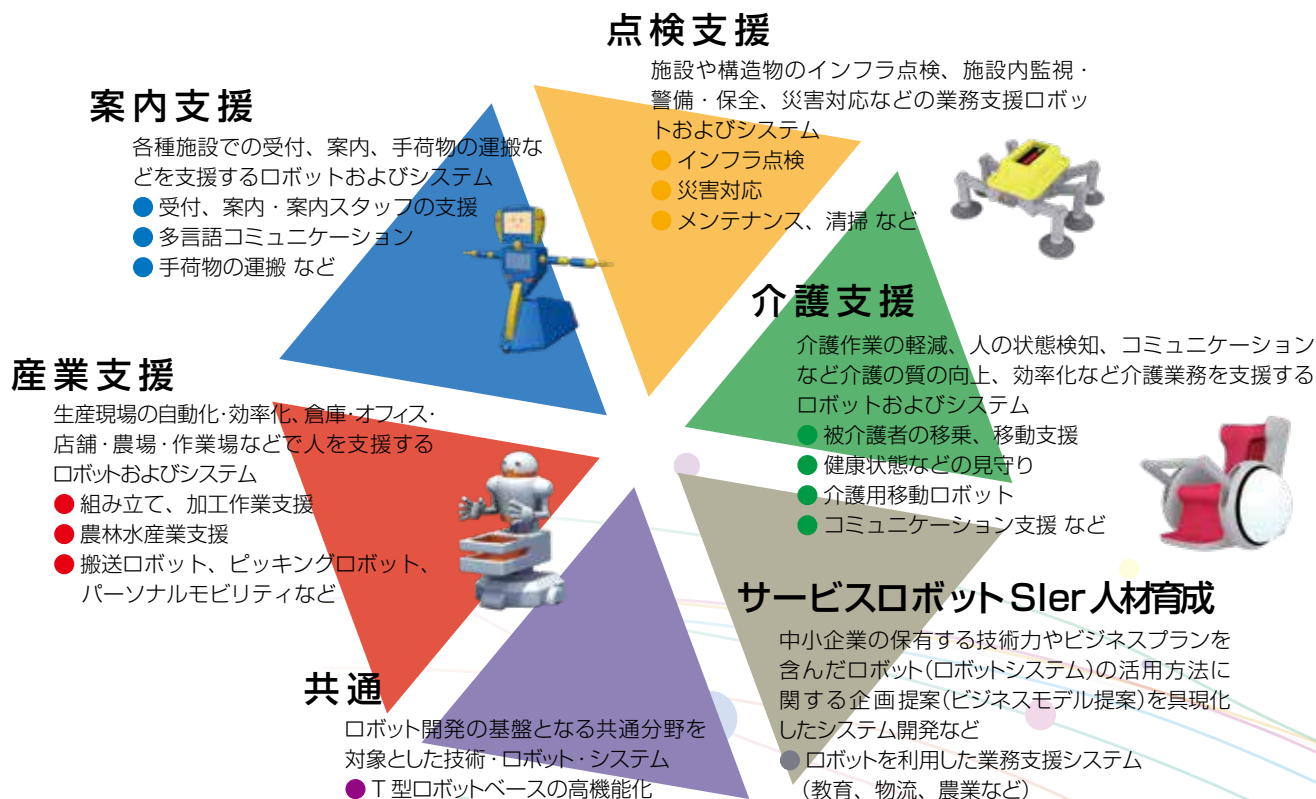 点検支援
施設や構造物のインフラ点検、施設内監視・
警備・保全、災害対応などの業務支援ロボッ
トおよびシステム
● インフラ点検
● 災害対応
● メンテナンス、清掃 など
案内支援
各種施設での受付、案内、手荷物の運搬な
どを支援するロボットおよびシステム
● 受付、案内・案内スタッフの支援
● 多言語コミュニケーション
● 手荷物の運搬 など
介護支援
介護作業の軽減、人の状態検知、コミュニケーション
など介護の質の向上、効率化など介護業務を支援する
ロボットおよびシステム
● 被介護者の移乗、移動支援
● 健康状態などの見守り
● 介護用移動ロボット
● コミュニケーション支援 など
産業支援
生産現場の自動化・効率化、倉庫・オフィス・
店舗・農場・作業場などで人を支援する
ロボットおよびシステム
● 組み立て、加工作業支援
● 農林水産業支援
● 搬送ロボット、ピッキングロボット、
パーソナルモビリティなど
サービスロボット SIer 人材育成
中小企業の保有する技術力やビジネスプランを
含んだロボット(ロボットシステム)の活用方法に
関する企画提案(ビジネスモデル提案)を具現化
したシステム開発など
● ロボットを利用した業務支援システム
(教育、物流、農業など)
共通
ロボット開発の基盤となる共通分野を
対象とした技術・ロボット・システム
● T 型ロボットベースの高機能化